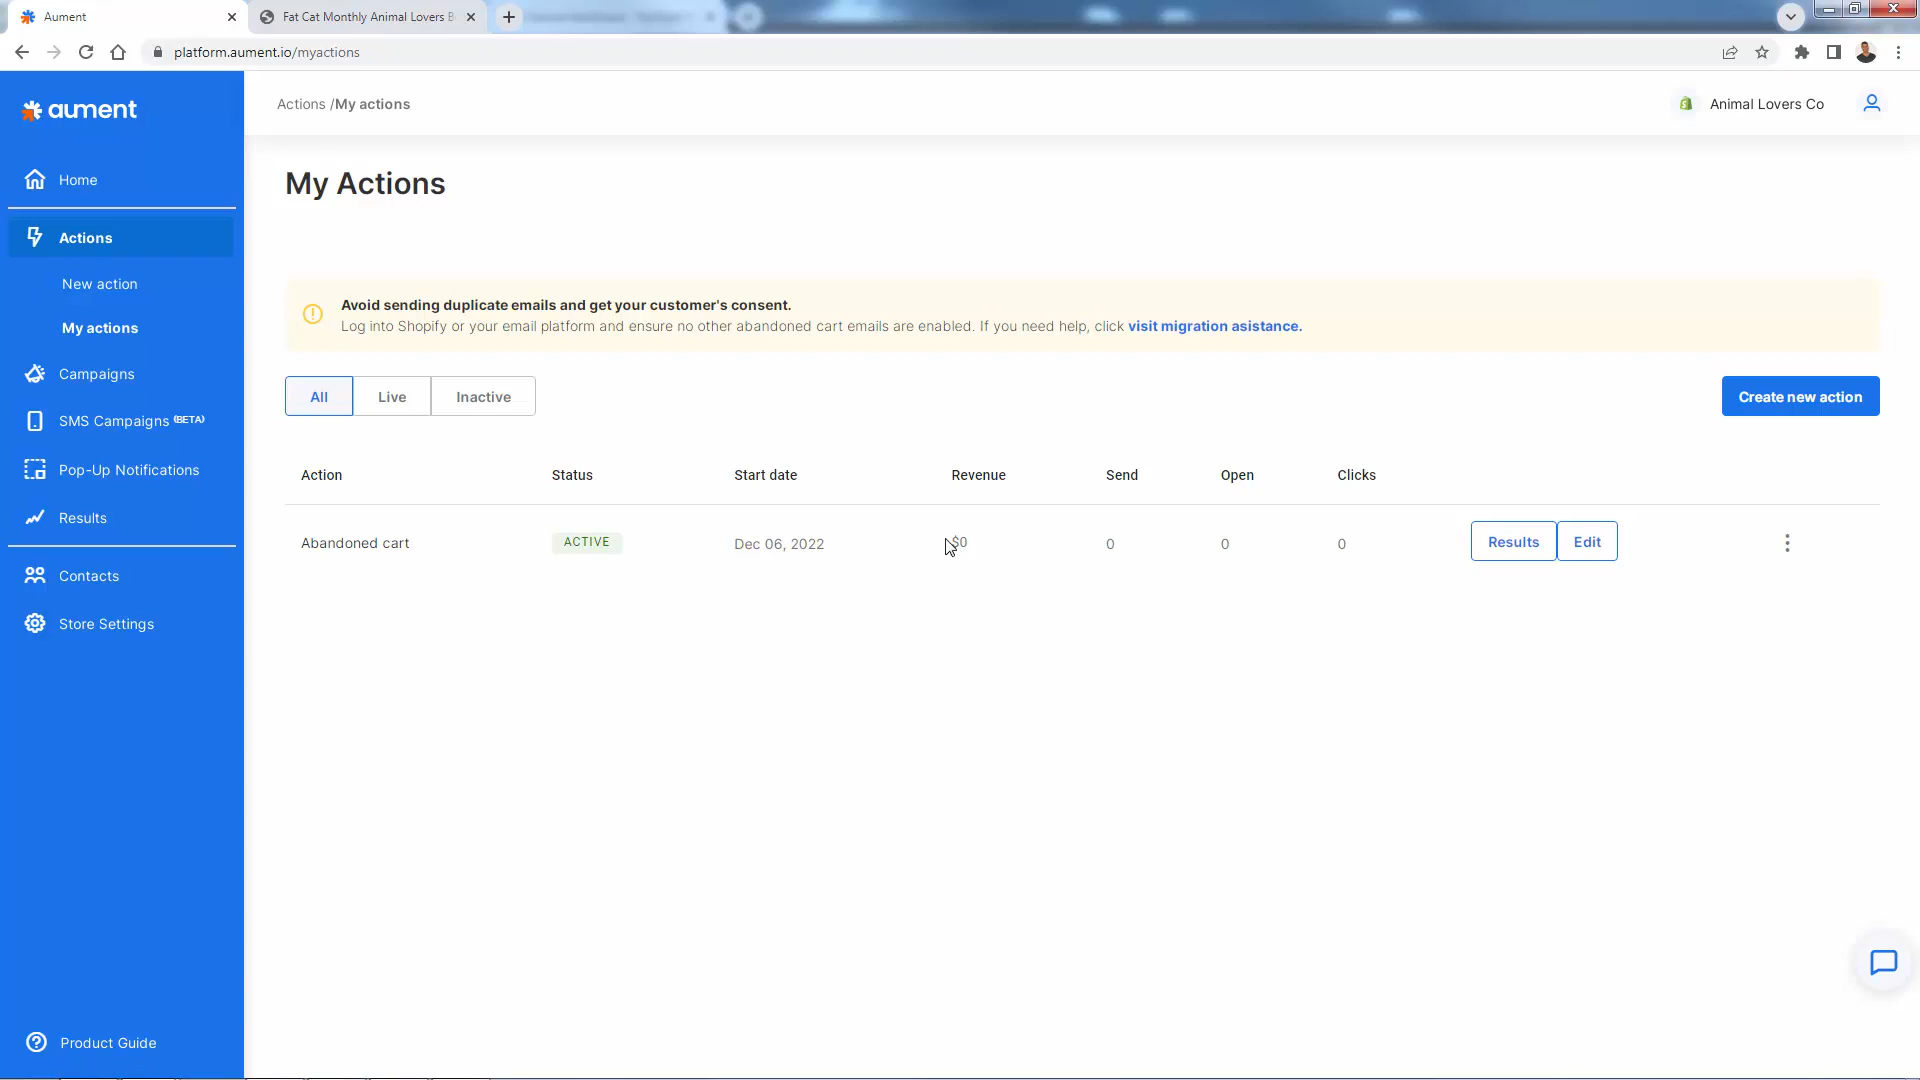 Aument
Fat Cat Monthly Animal Lovers B
platform.aument.io/myactions
aument
Home
Actions
New action
My actions
Campaigns
SMS Campaigns (BETA)
Pop-Up Notifications
Results
Contacts
Store Settings
Product Guide
Actions /My actions
Animal Lovers Co
My Actions
Avoid sending duplicate emails and get your customer's consent.
Log into Shopify or your email platform and ensure no other abandoned cart emails are enabled. If you need help, click visit migration asistance.
All Live Inactive
Create new action
Action Status Start date Revenue Send Open Clicks
Abandoned cart ACTIVE Dec 06, 2022 $0 0 0 0 Results Edit